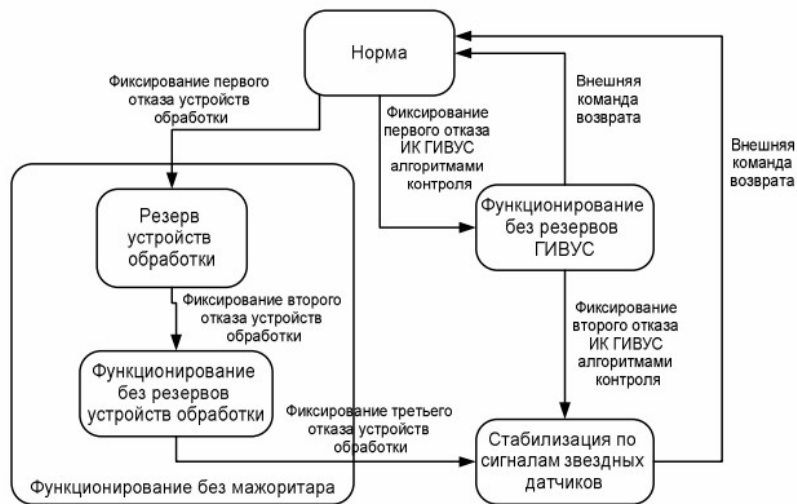 Норма
Фиксирование первого
отказа устройств
обработки
Фиксирование
первого отказа
ИК ГИВУС
алгоритмами
контроля
Внешняя
команда
возврата
Внешняя
команда
возврата
Резерв
устройств
обработки
Функционирование
без резервов
ГИВУС
Фиксирование второго
отказа устройств
обработки
Фиксирование
второго отказа
ИК ГИВУС
алгоритмами
контроля
Функционирование
без резервов
устройств обработки
Фиксирование третьего
отказа устройств
обработки
Стабилизация по
сигналам звездных
датчиков
Функционирование без мажоритара